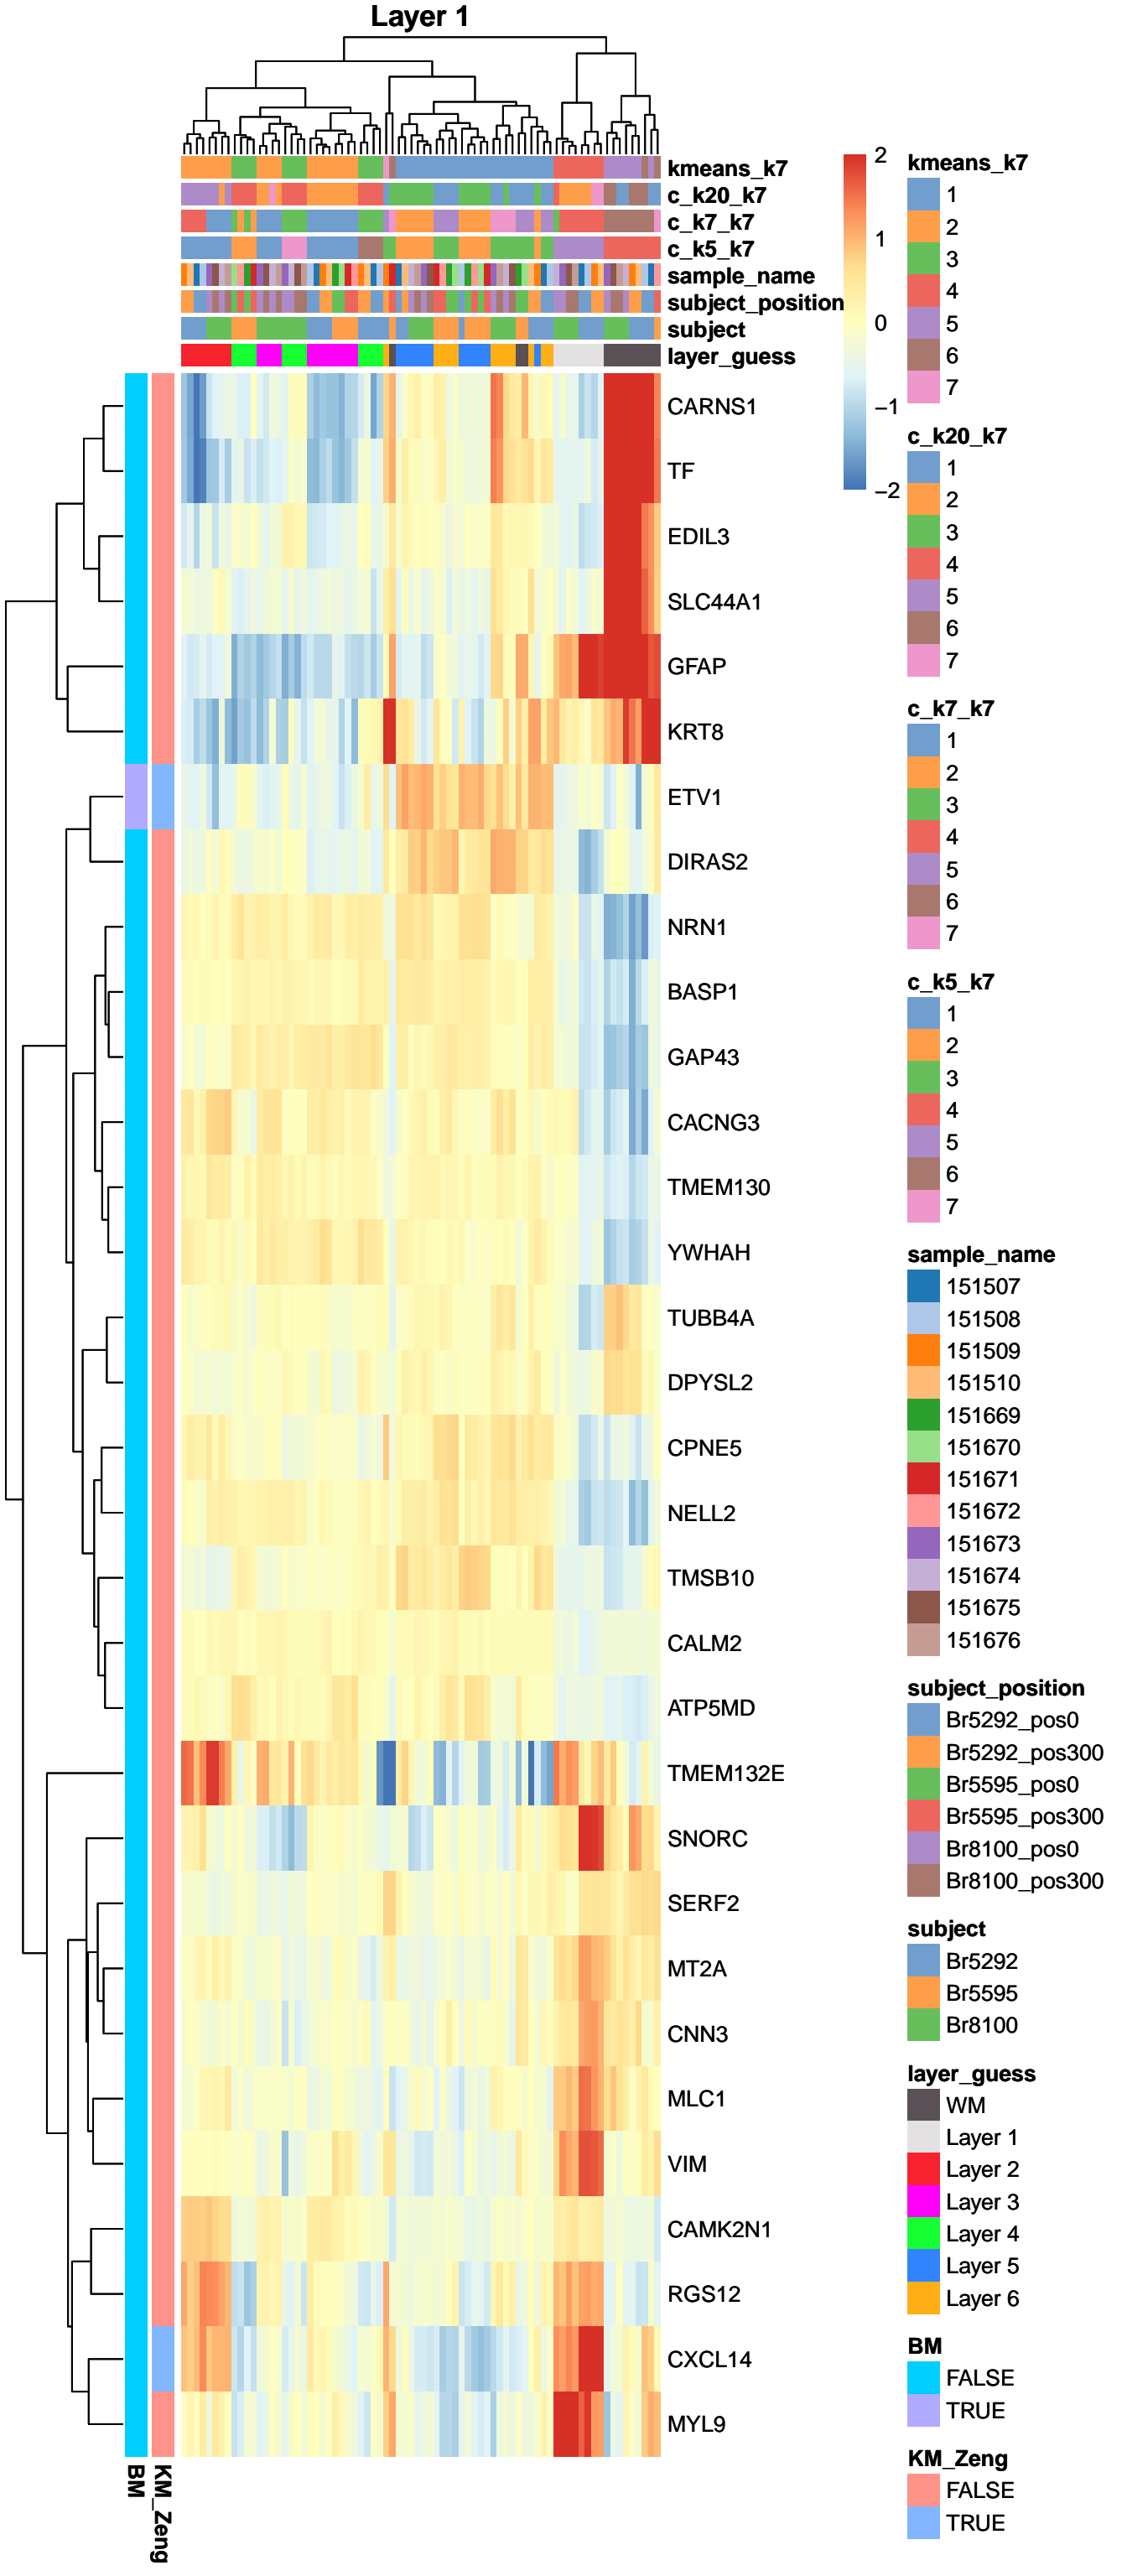 Layer 1
kmeans_k7
c_k20_k7
c_k7_k7
c_k5_k7
sample_name
subject_position
subject
layer_guess
CARNS1
TF
EDIL3
SLC44A1
GFAP
KRT8
ETV1
DIRAS2
NRN1
BASP1
GAP43
CACNG3
TMEM130
YWHAH
TUBB4A
DPYSL2
CPNE5
NELL2
TMSB10
CALM2
ATP5MD
TMEM132E
SNORC
SERF2
MT2A
CNN3
MLC1
VIM
CAMK2N1
RGS12
CXCL14
MYL9
BM
KM_Zeng
2
1
0
−1
−2
kmeans_k7
1
2
3
4
5
6
7
c_k20_k7
1
2
3
4
5
6
7
c_k7_k7
1
2
3
4
5
6
7
c_k5_k7
1
2
3
4
5
6
7
sample_name
151507
151508
151509
151510
151669
151670
151671
151672
151673
151674
151675
151676
subject_position
Br5292_pos0
Br5292_pos300
Br5595_pos0
Br5595_pos300
Br8100_pos0
Br8100_pos300
subject
Br5292
Br5595
Br8100
layer_guess
WM
Layer 1
Layer 2
Layer 3
Layer 4
Layer 5
Layer 6
BM
FALSE
TRUE
KM_Zeng
FALSE
TRUE